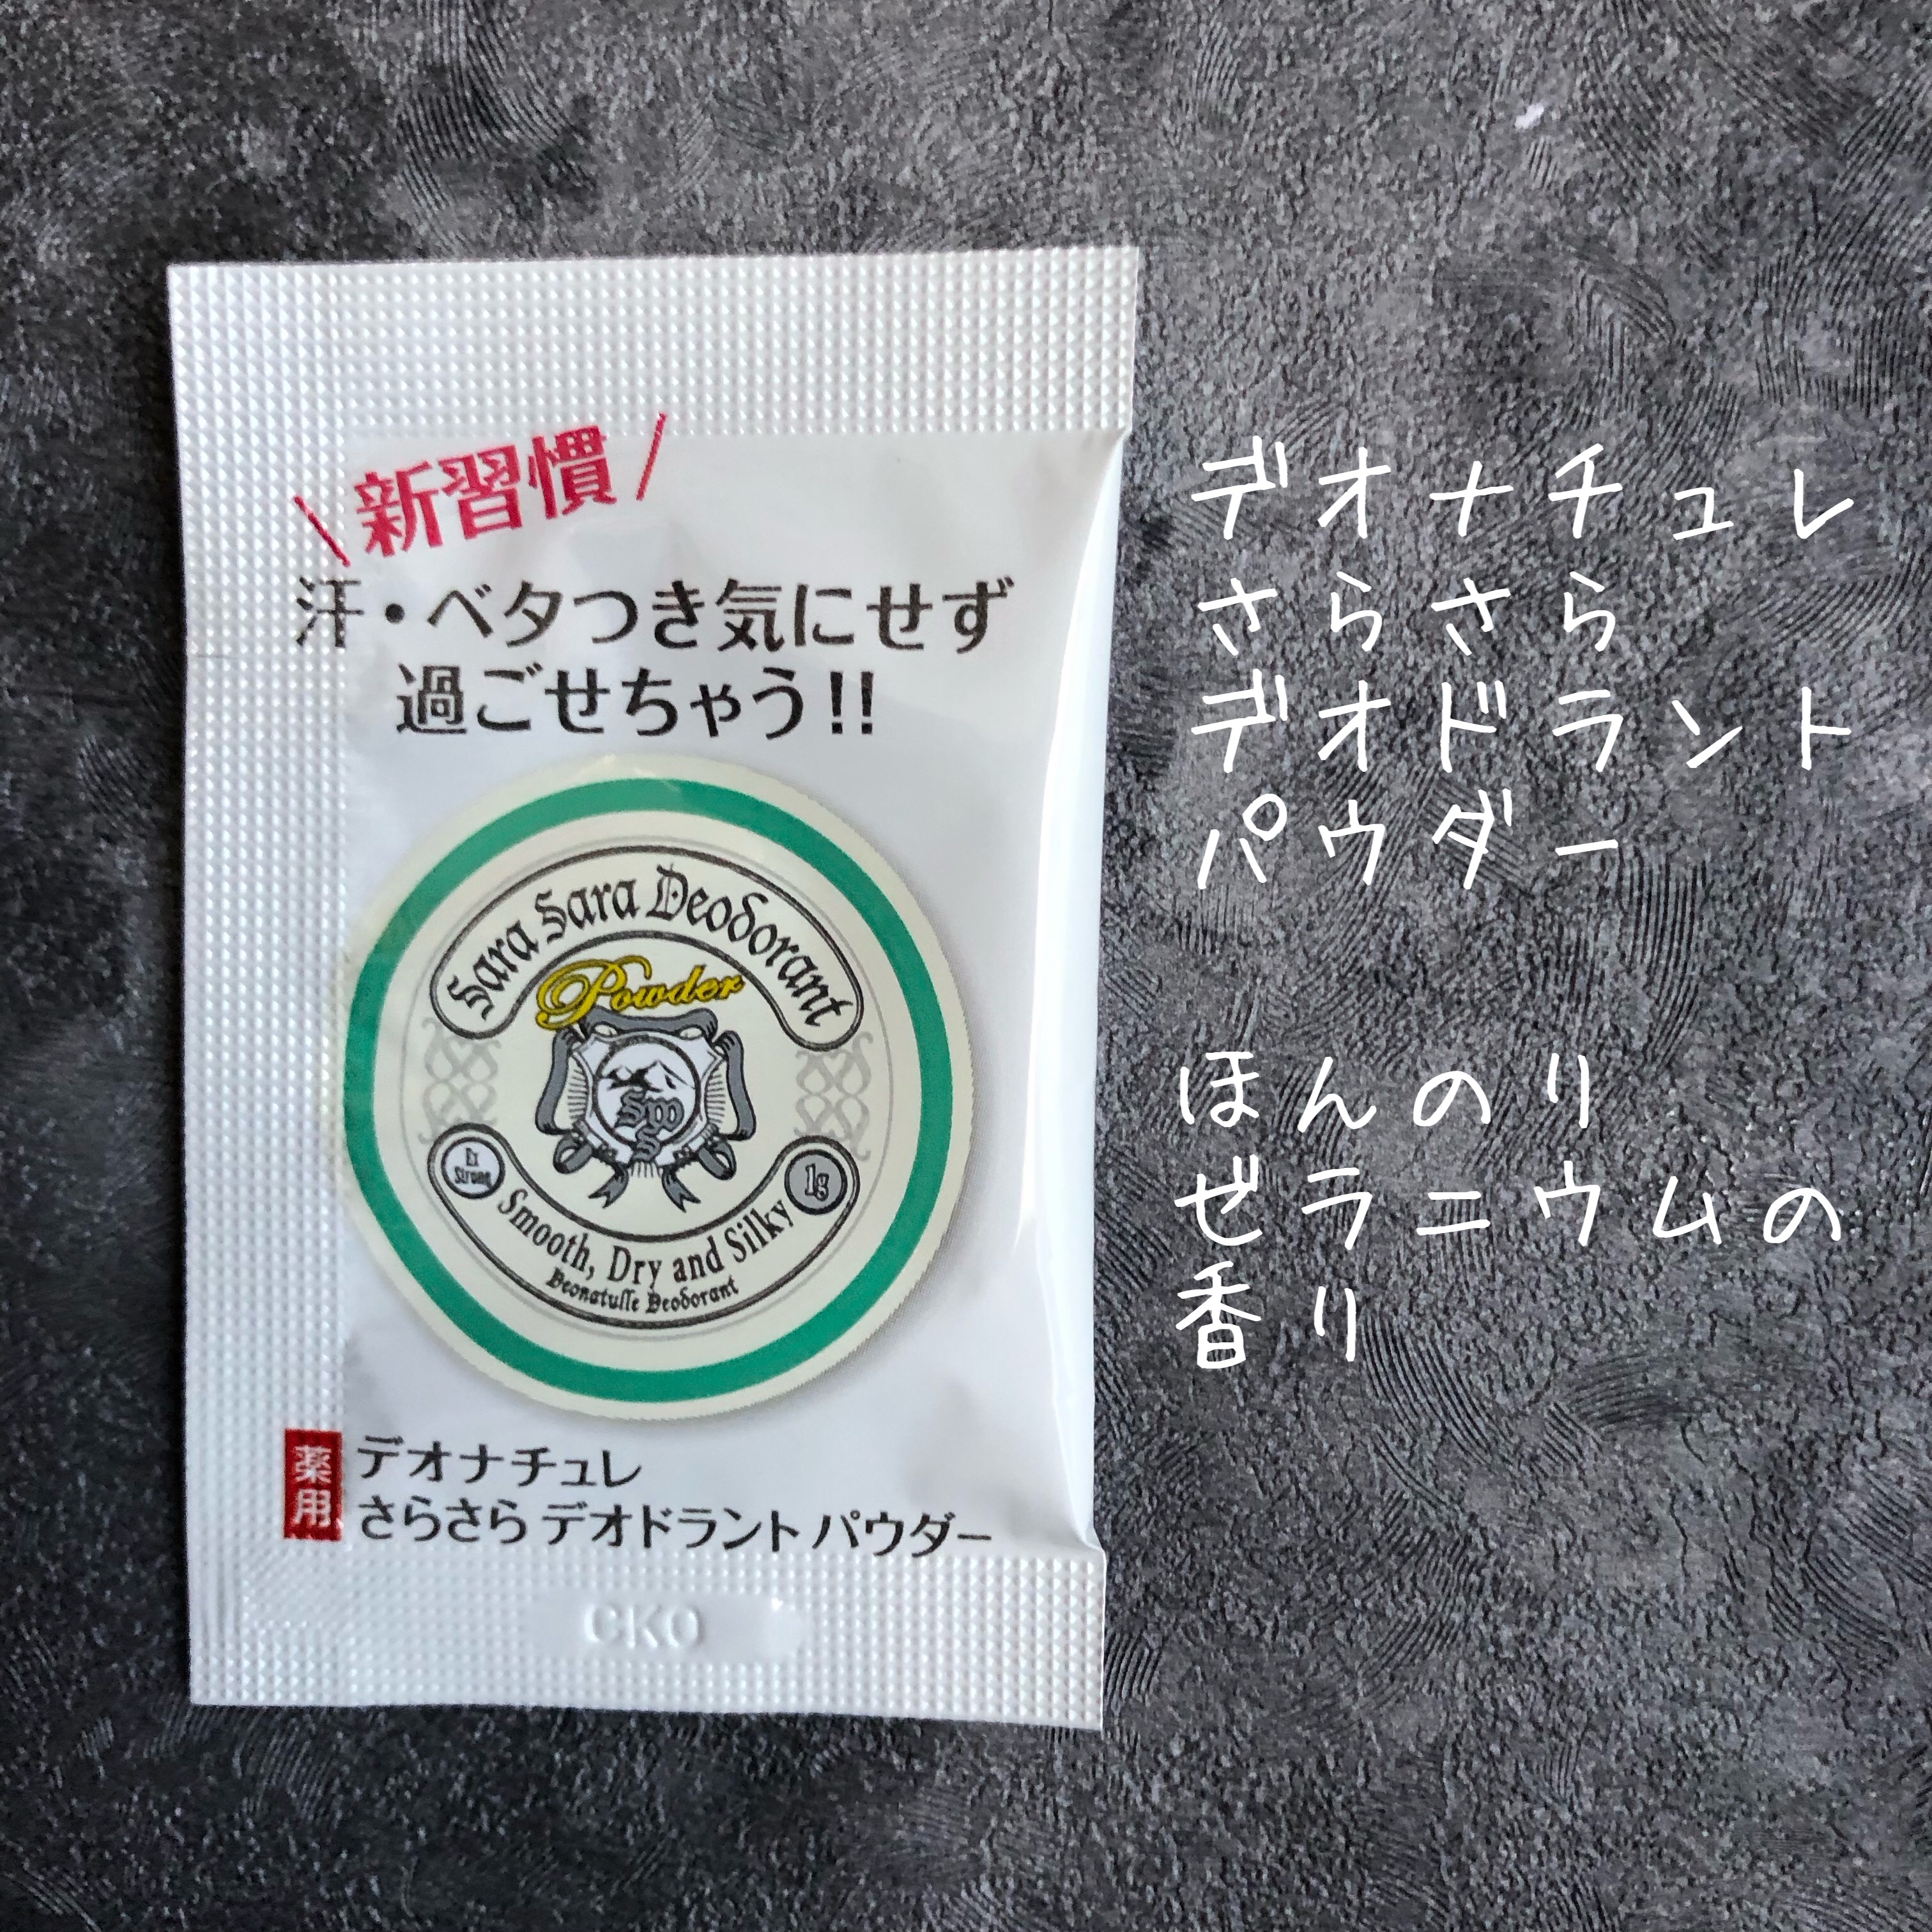 \新習慣/
汗・ベタつき気にせず
過ごせちゃう!!
Sara Sara Deodorant
Powder
Ex
Strong
1g
Smooth, Dry and Silky
Deonatulle Deodorant
薬用
デオナチュレ
さらさら デオドラント パウダー
CKO
デオナチュレ
さらさら
デオドラント
パウダー
ほんのり
ゼラニウムの
香り